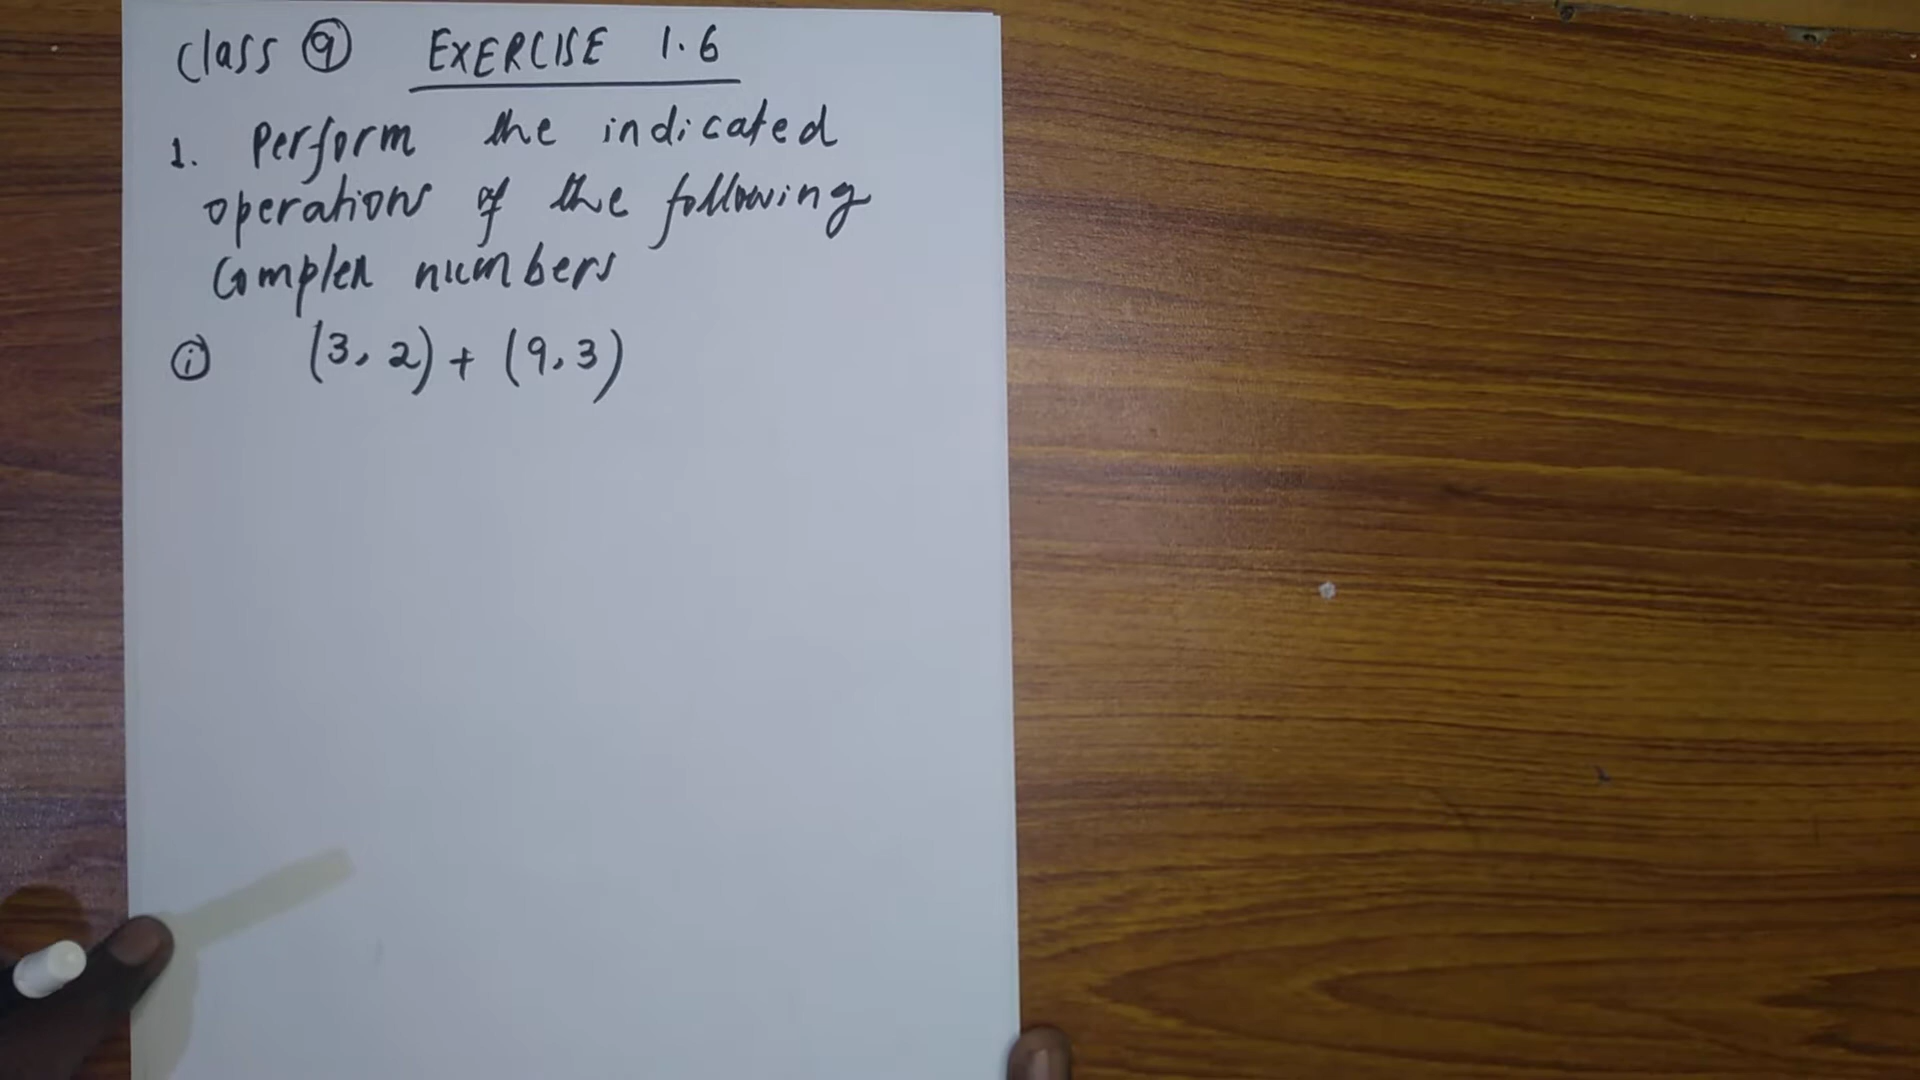 Class ⑨ EXERCISE 1.6
1. Perform the indicated
operations of the following
Complex numbers
ⓘ (3, 2) + (9, 3)